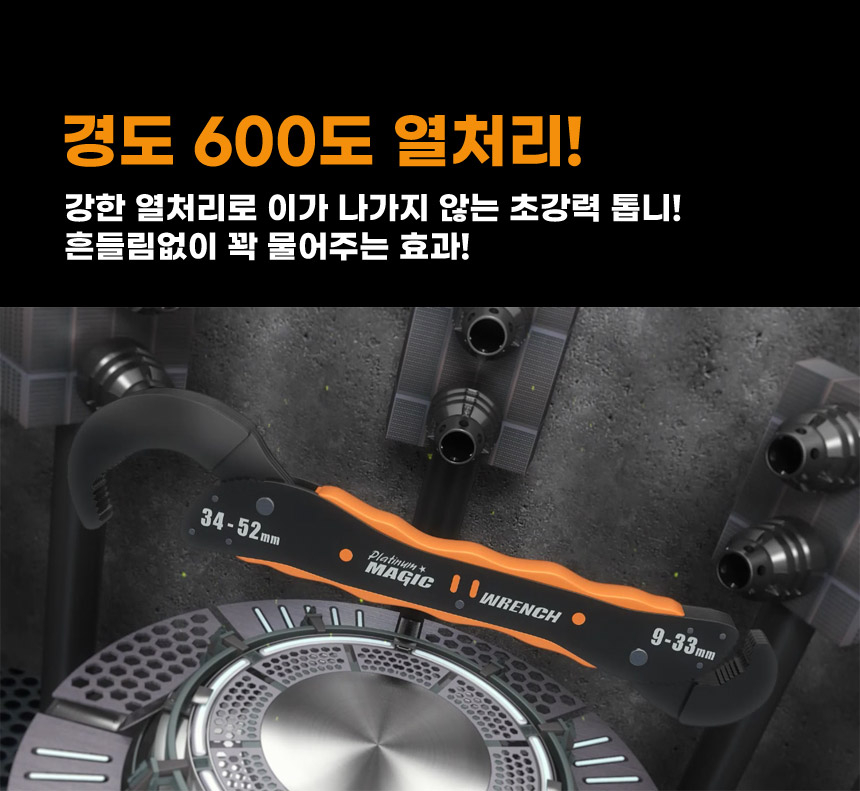 경도 600도 열처리!
강한 열처리로 이가 나가지 않는 초강력 톱니!
흔들림없이 꽉 물어주는 효과!
34-52mm
Platinum
MAGIC WRENCH
9-33mm